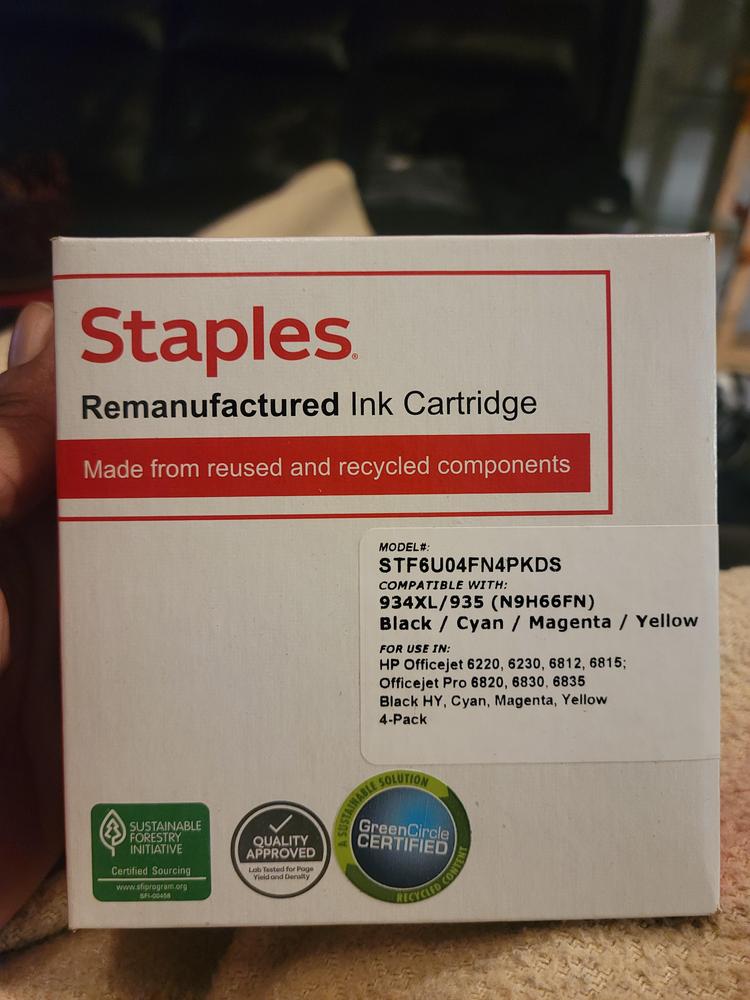 Staples®
Remanufactured Ink Cartridge
Made from reused and recycled components
MODEL#:
STF6U04FN4PKDS
COMPATIBLE WITH:
934XL/935 (N9H66FN)
Black / Cyan / Magenta / Yellow
FOR USE IN:
HP Officejet 6220, 6230, 6812, 6815;
Officejet Pro 6820, 6830, 6835
Black HY, Cyan, Magenta, Yellow
4-Pack
SUSTAINABLE
FORESTRY
INITIATIVE
Certified Sourcing
www.sfiprogram.org
SFI-00458
QUALITY
APPROVED
Lab Tested for Page
Yield and Density
A SUSTAINABLE SOLUTION
GreenCircle
CERTIFIED
RECYCLED CONTENT